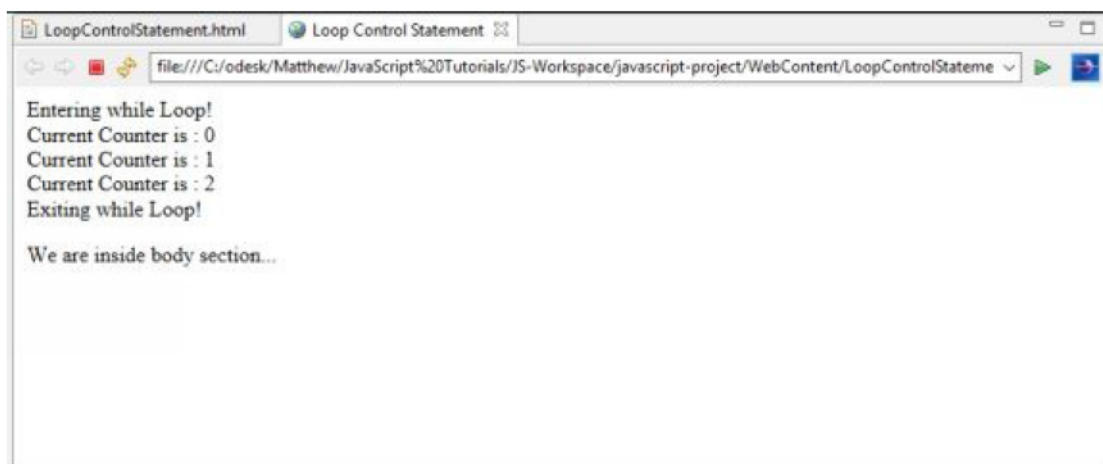 LoopControlStatement.html
Loop Control Statement
file:///C:/odesk/Matthew/JavaScript%20Tutorials/JS-Workspace/javascript-project/WebContent/LoopControlStateme
Entering while Loop!
Current Counter is : 0
Current Counter is : 1
Current Counter is : 2
Exiting while Loop!
We are inside body section...